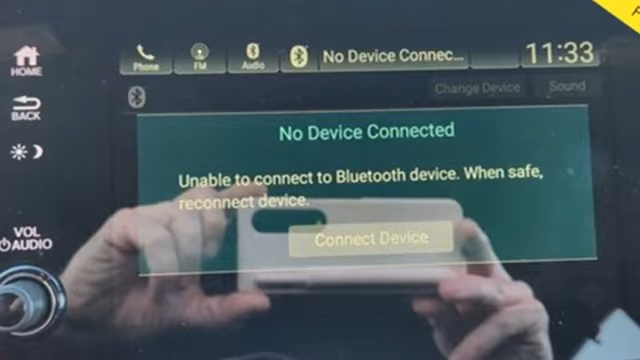 HOME
BACK
VOL
AUDIO
Phone
FM
Audio
No Device Connec...
11:33
Change Device
Sound
No Device Connected
Unable to connect to Bluetooth device. When safe,
reconnect device.
Connect Device